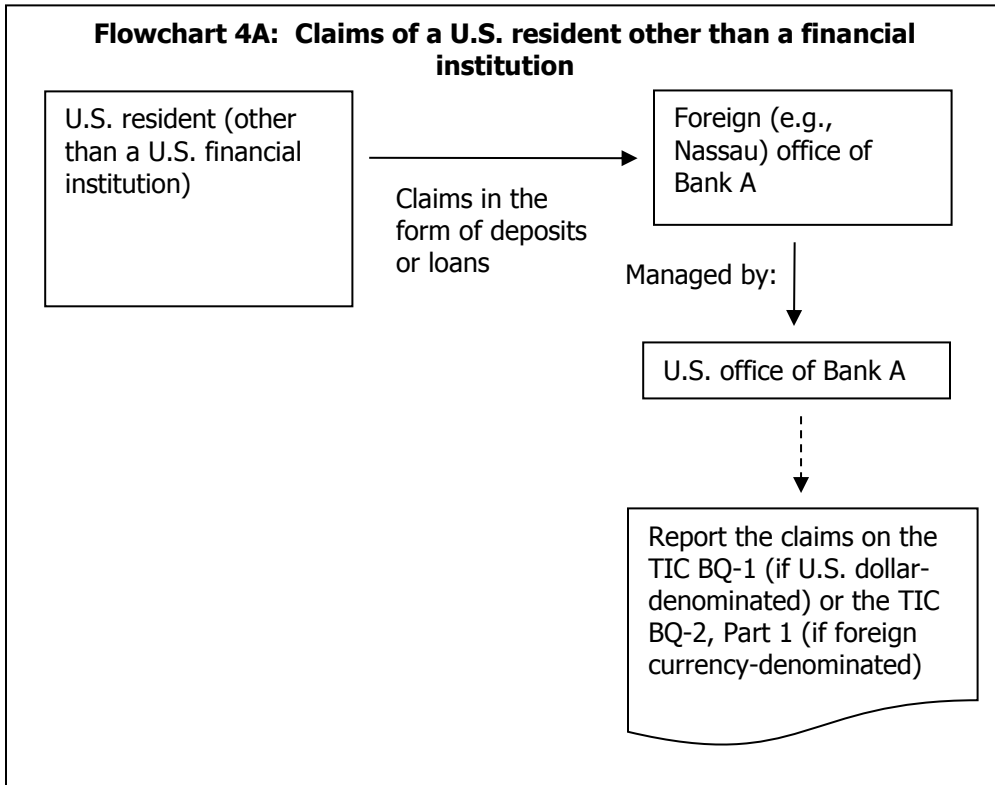 Flowchart 4A:  Claims of a U.S. resident other than a financial
institution
U.S. resident (other
than a U.S. financial
institution)
Claims in the
form of deposits
or loans
Foreign (e.g.,
Nassau) office of
Bank A
Managed by:
U.S. office of Bank A
Report the claims on the
TIC BQ-1 (if U.S. dollar-
denominated) or the TIC
BQ-2, Part 1 (if foreign
currency-denominated)